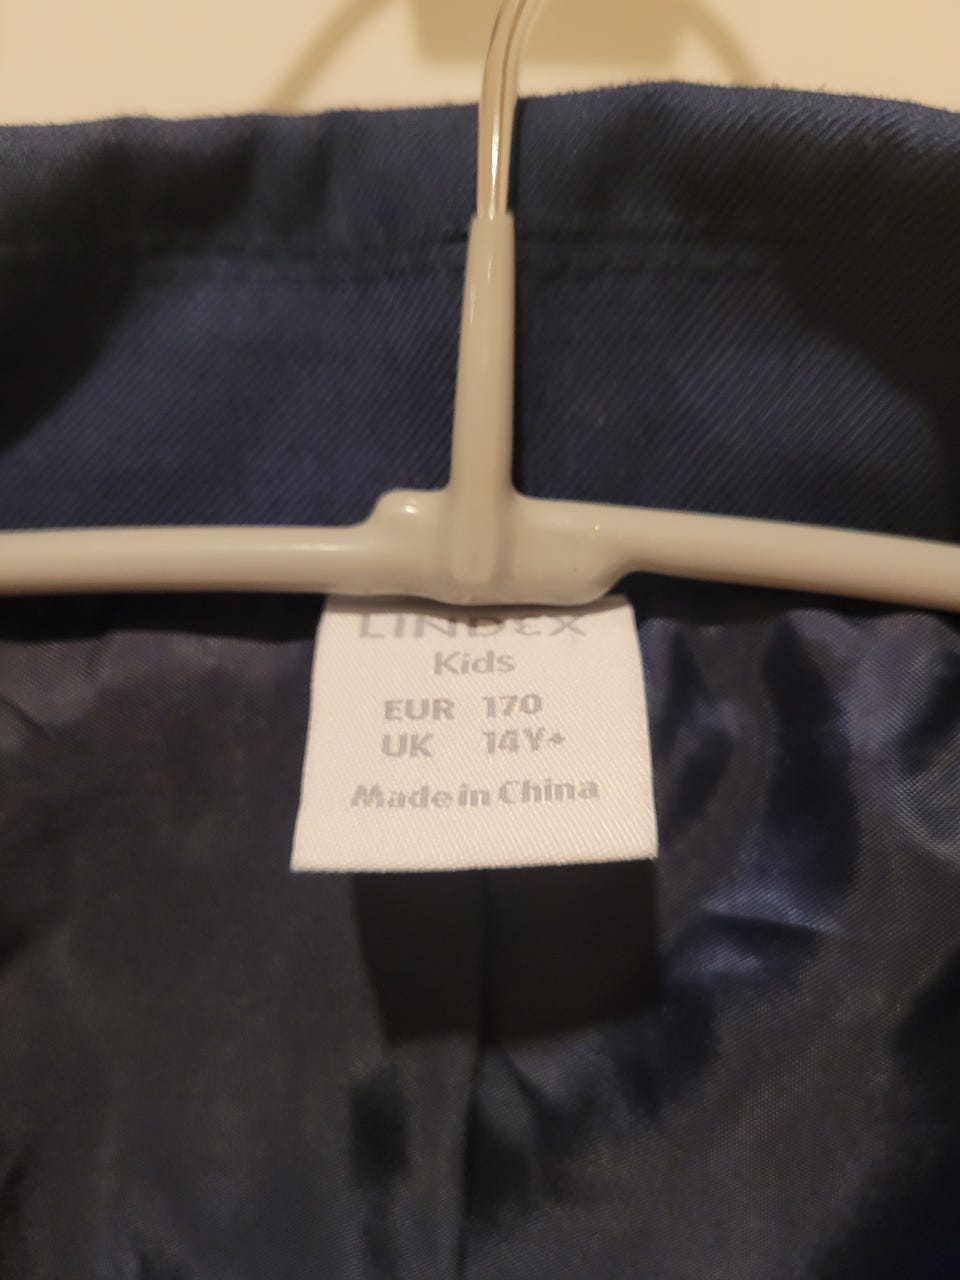 LINDEX
Kids
EUR 170
UK 14Y+
Made in China